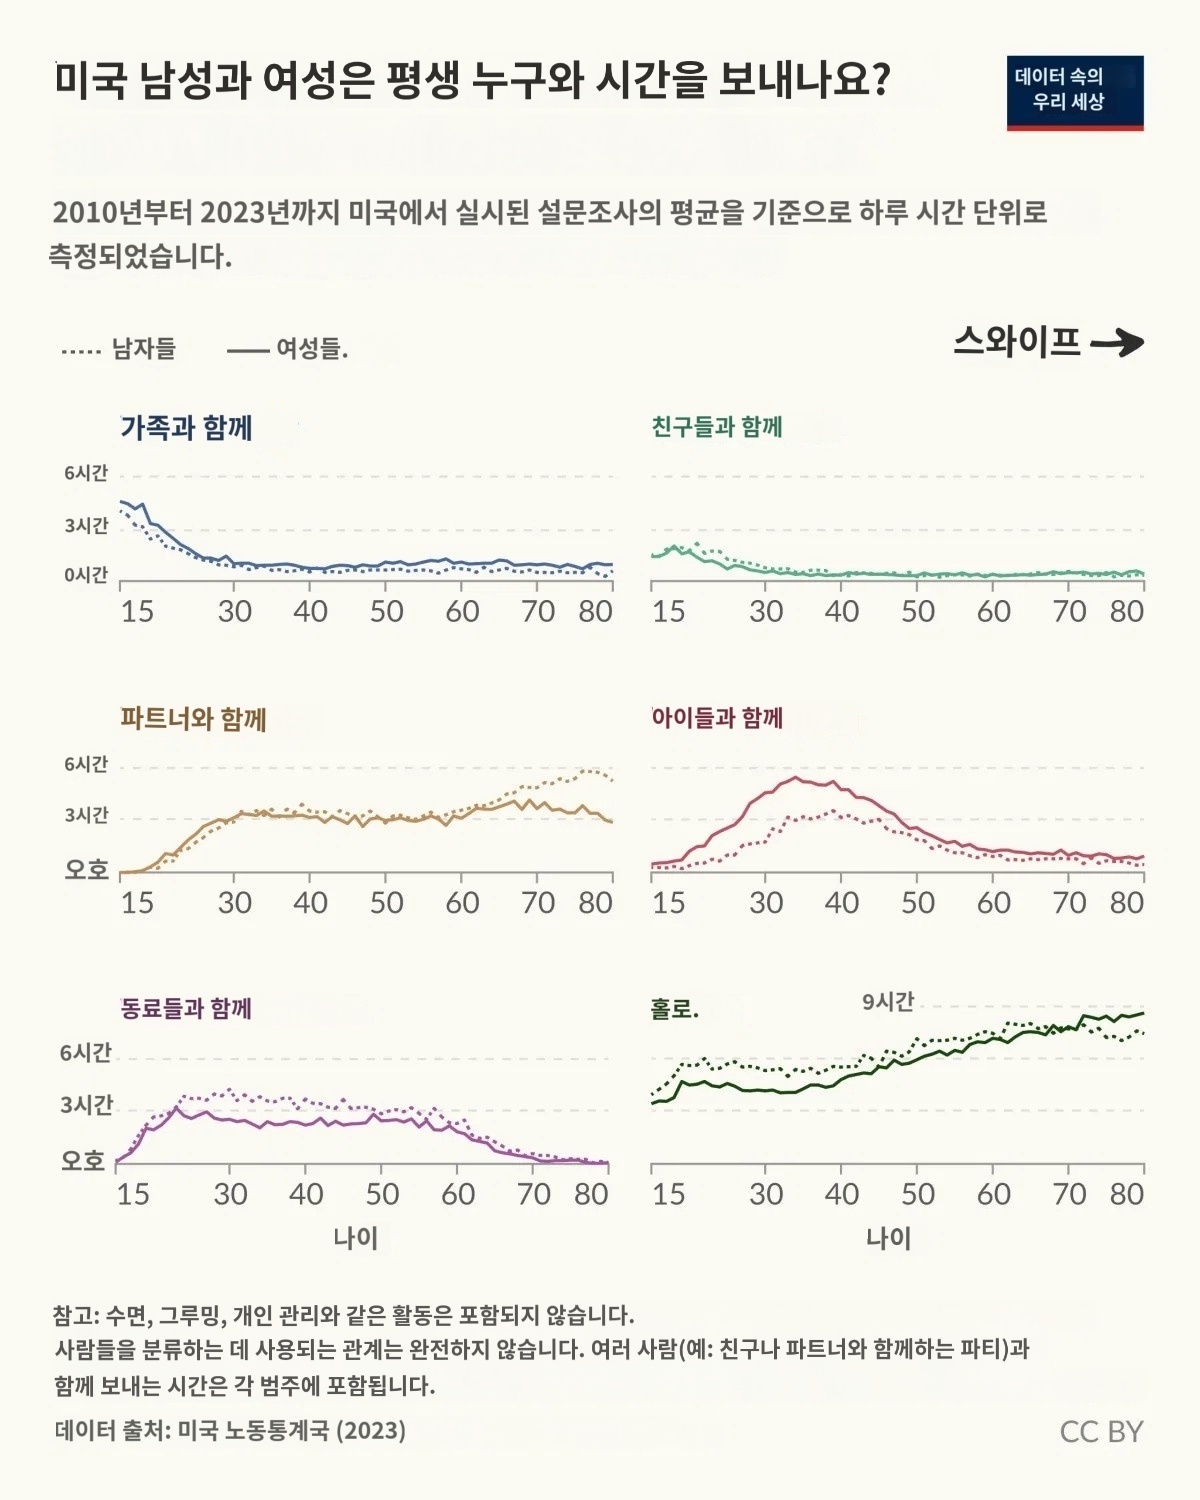 미국 남성과 여성은 평생 누구와 시간을 보내나요?
데이터 속의
우리 세상
2010년부터 2023년까지 미국에서 실시된 설문조사의 평균을 기준으로 하루 시간 단위로
측정되었습니다.
남자들 여성들.
스와이프
가족과 함께
6시간
3시간
0시간
15 30 40 50 60 70 80
친구들과 함께
15 30 40 50 60 70 80
파트너와 함께
6시간
3시간
오호
15 30 40 50 60 70 80
아이들과 함께
15 30 40 50 60 70 80
동료들과 함께
6시간
3시간
오호
15 30 40 50 60 70 80
나이
홀로.
9시간
15 30 40 50 60 70 80
나이
참고: 수면, 그루밍, 개인 관리와 같은 활동은 포함되지 않습니다.
사람들을 분류하는 데 사용되는 관계는 완전하지 않습니다. 여러 사람(예: 친구나 파트너와 함께하는 파티)과
함께 보내는 시간은 각 범주에 포함됩니다.
데이터 출처: 미국 노동통계국 (2023)
CC BY